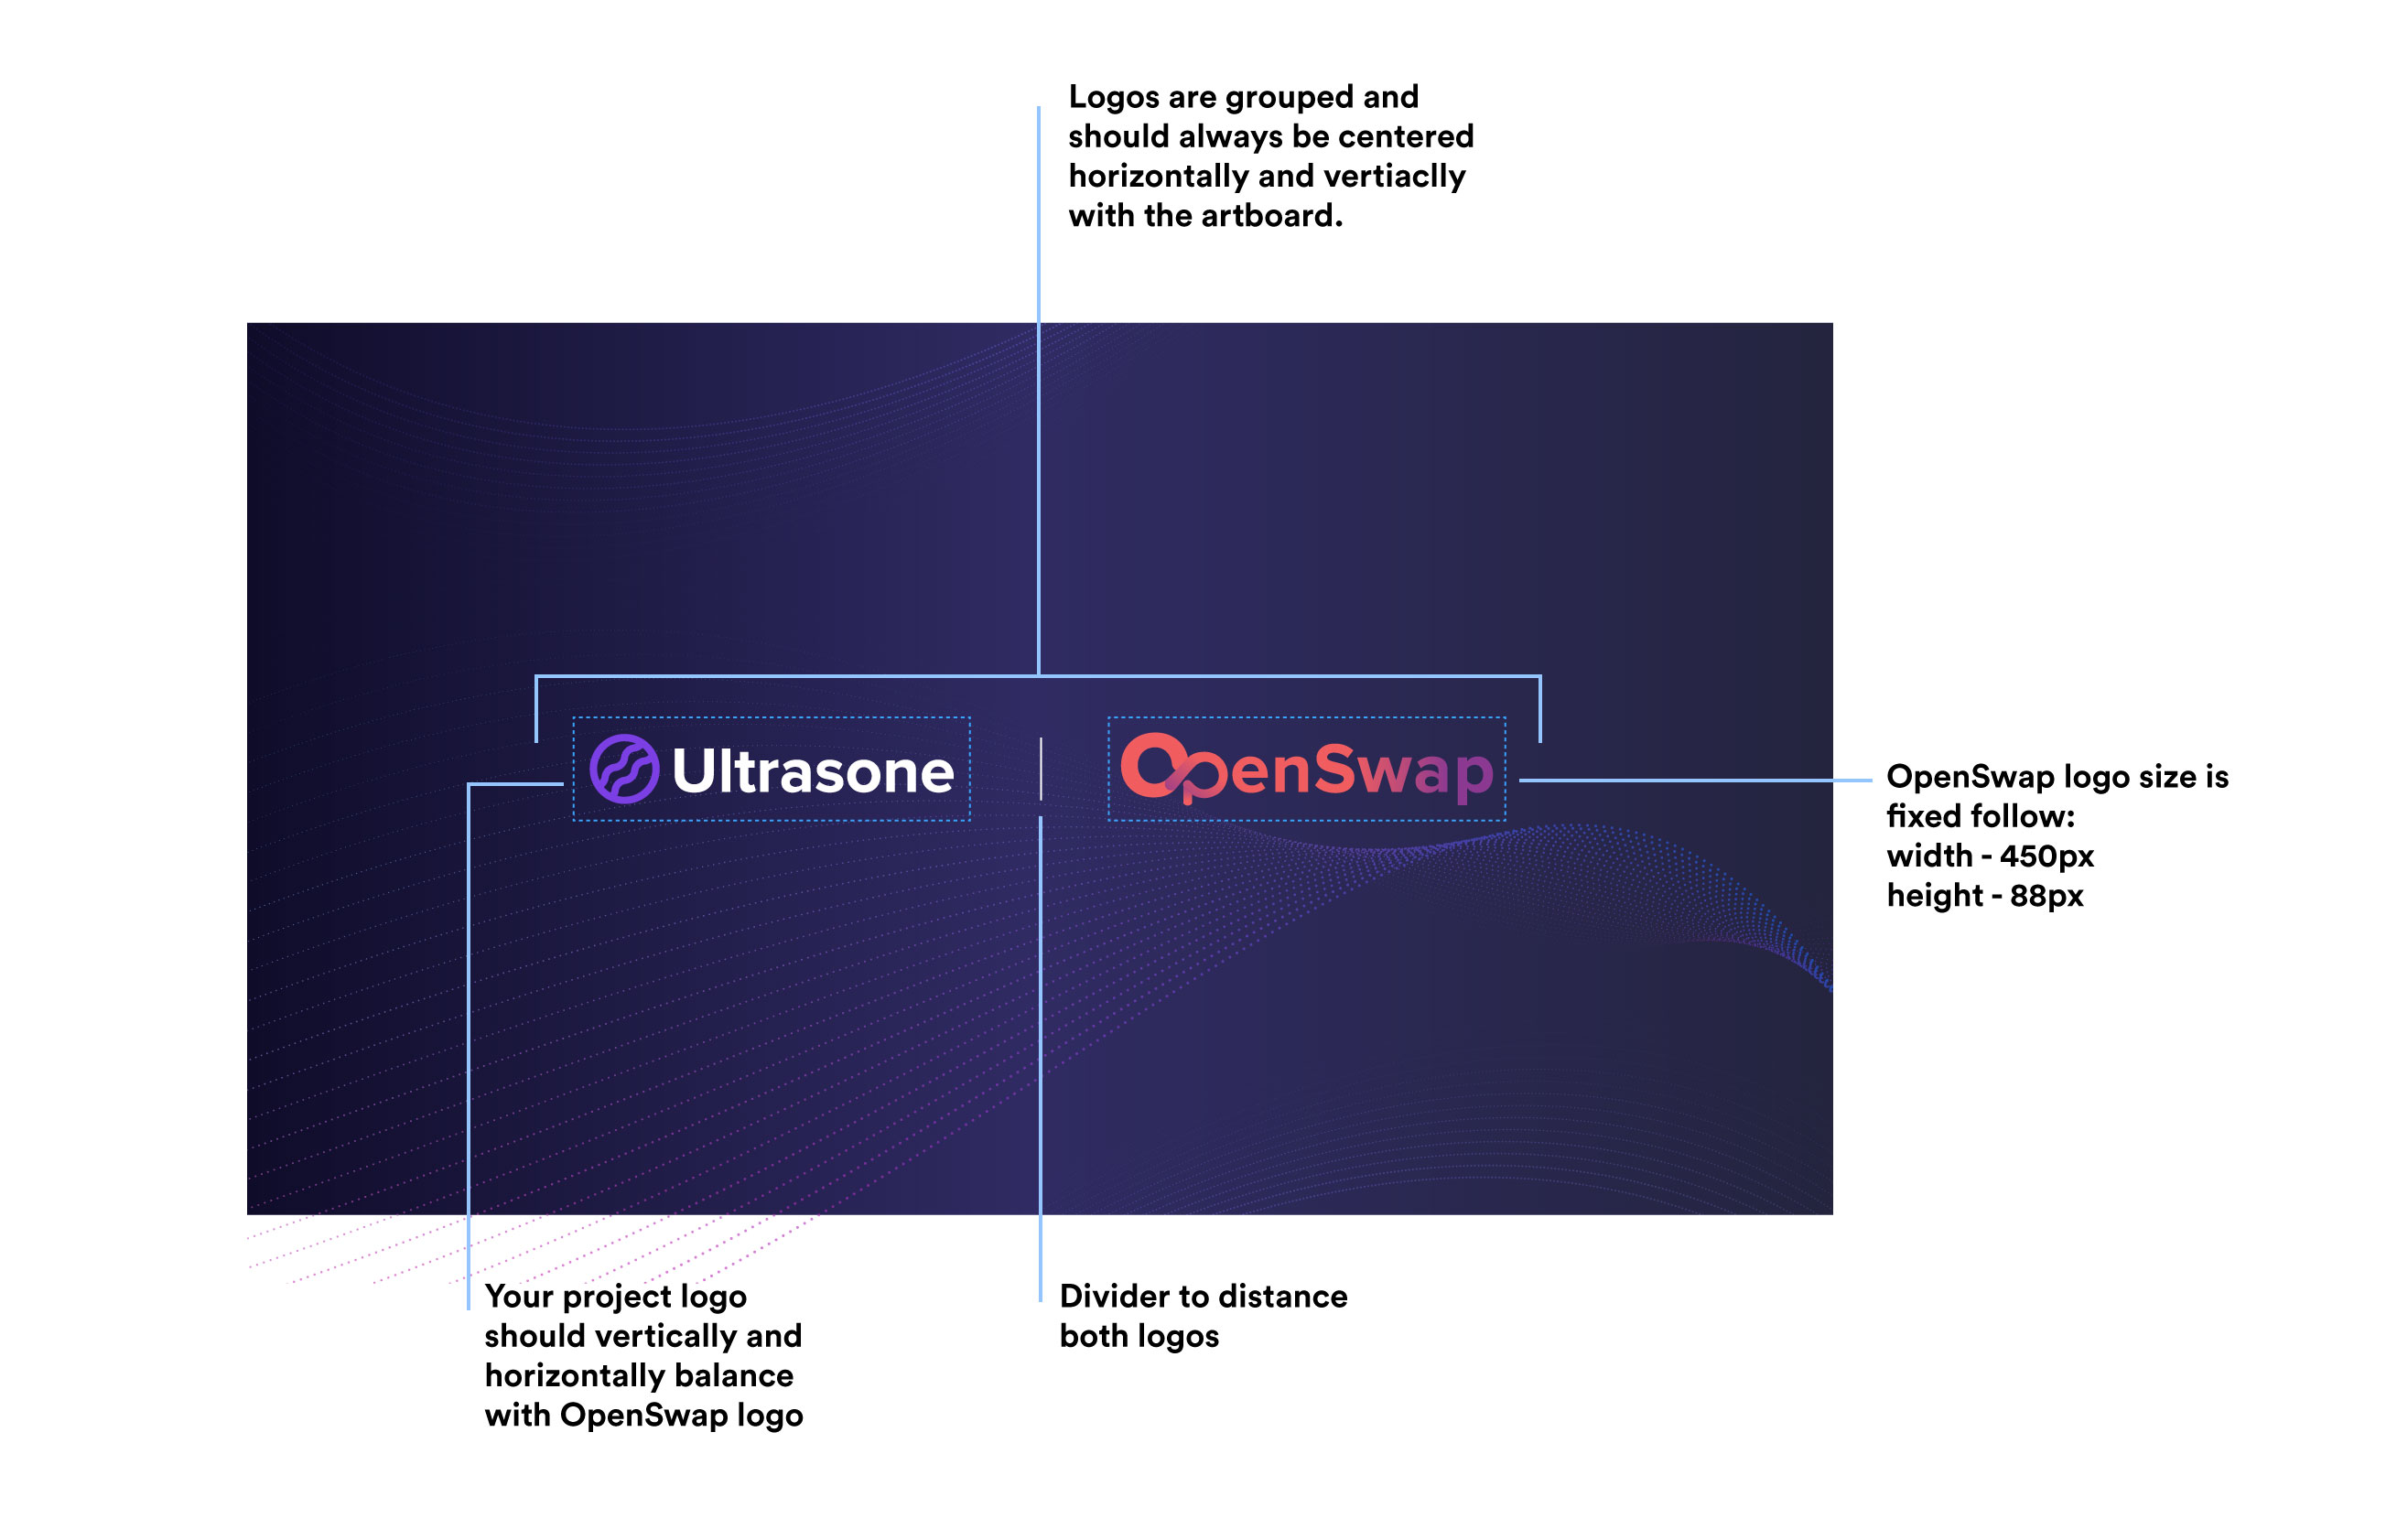 Logos are grouped and
should always be centered
horizontally and vertiaclly
with the artboard.
Ultrasone
OpenSwap
OpenSwap logo size is
fixed follow:
width - 450px
height - 88px
Your project logo
should vertically and
horizontally balance
with OpenSwap logo
Divider to distance
both logos